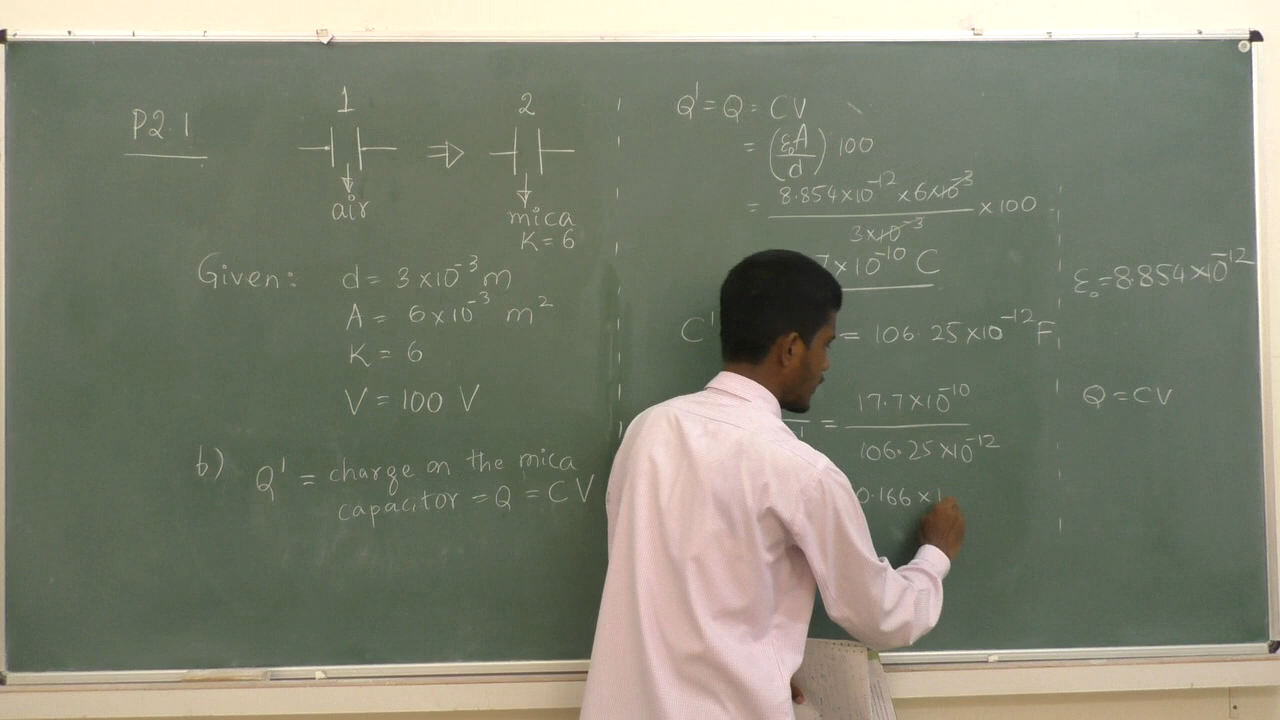 P2.1
1 2
air
mica
K = 6
Given: d = 3×10⁻³ m
A = 6×10⁻³ m²
K = 6
V = 100 V
b) Q' = charge on the mica
capacitor = Q = CV
Q' = Q = CV
= (ε₀A/d) 100
= 8.854×10⁻¹² × 6×10⁻³ / 3×10⁻³ × 100
7×10⁻¹⁰ C
C' = 106.25×10⁻¹² F
= 17.7×10⁻¹⁰ / 106.25×10⁻¹²
0.166 × 1
ε₀ = 8.854×10⁻¹²
Q = CV